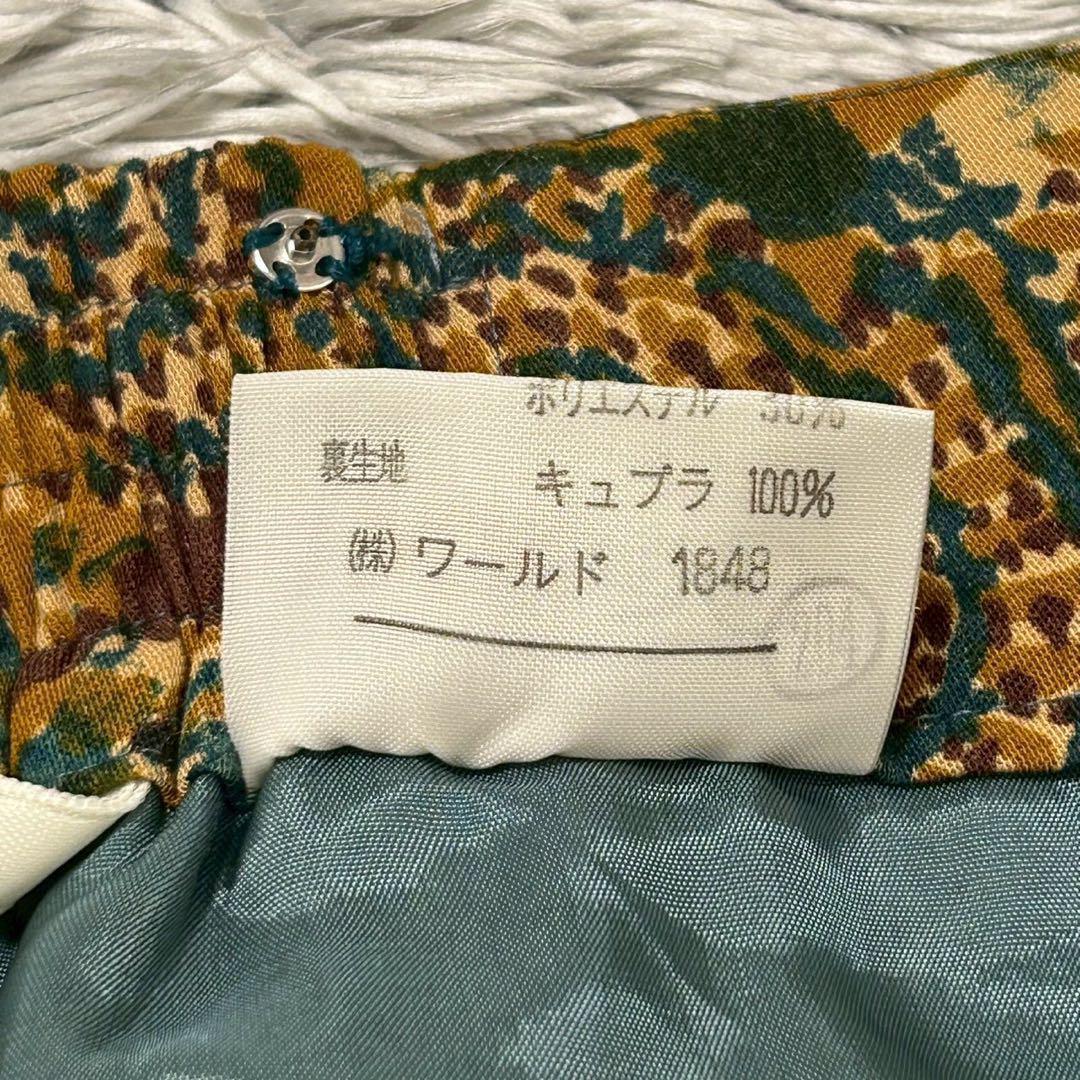 ポリエステル 30%
裏生地 キュプラ 100%
㈱ワールド 1848